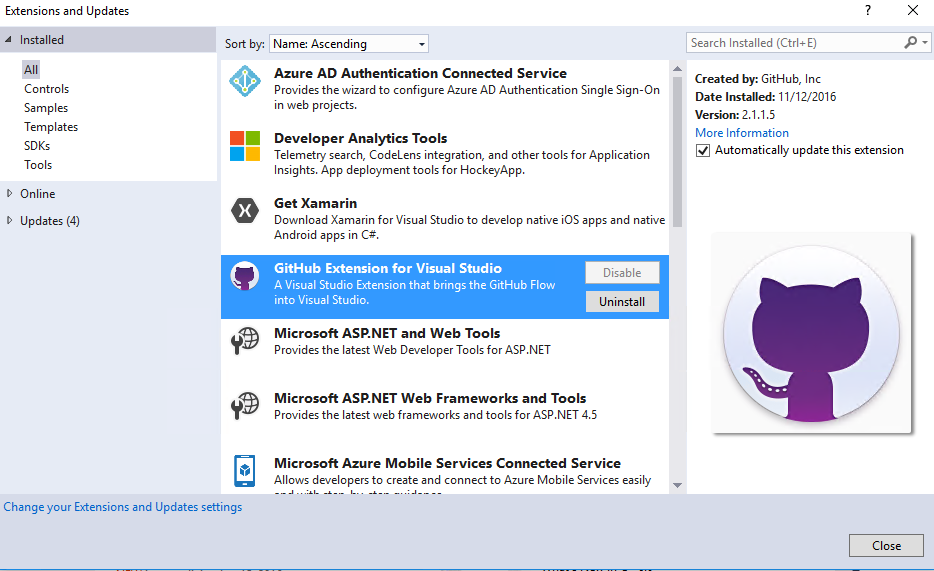 Extensions and Updates
?
Installed
All
Controls
Samples
Templates
SDKs
Tools
Online
Updates (4)
Sort by: Name: Ascending
Azure AD Authentication Connected Service
Provides the wizard to configure Azure AD Authentication Single Sign-On
in web projects.
Developer Analytics Tools
Telemetry search, CodeLens integration, and other tools for Application
Insights. App deployment tools for HockeyApp.
Get Xamarin
Download Xamarin for Visual Studio to develop native iOS apps and native
Android apps in C#.
GitHub Extension for Visual Studio
A Visual Studio Extension that brings the GitHub Flow
into Visual Studio.
Disable
Uninstall
Microsoft ASP.NET and Web Tools
Provides the latest Web Developer Tools for ASP.NET
Microsoft ASP.NET Web Frameworks and Tools
Provides the latest web frameworks and tools for ASP.NET 4.5
Microsoft Azure Mobile Services Connected Service
Allows developers to create and connect to Azure Mobile Services easily
and with step-by-step guidance.
Search Installed (Ctrl+E)
Created by: GitHub, Inc
Date Installed: 11/12/2016
Version: 2.1.1.5
More Information
Automatically update this extension
Change your Extensions and Updates settings
Close